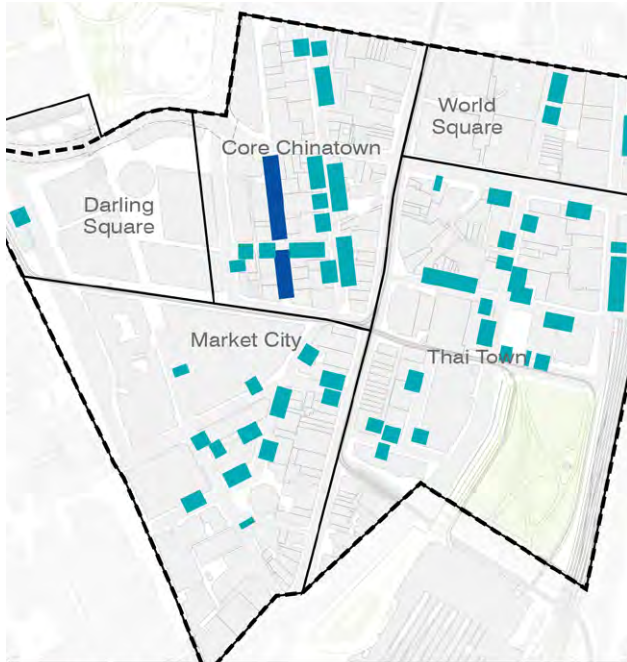 World
Square
Core Chinatown
Darling
Square
Market City
Thai Town